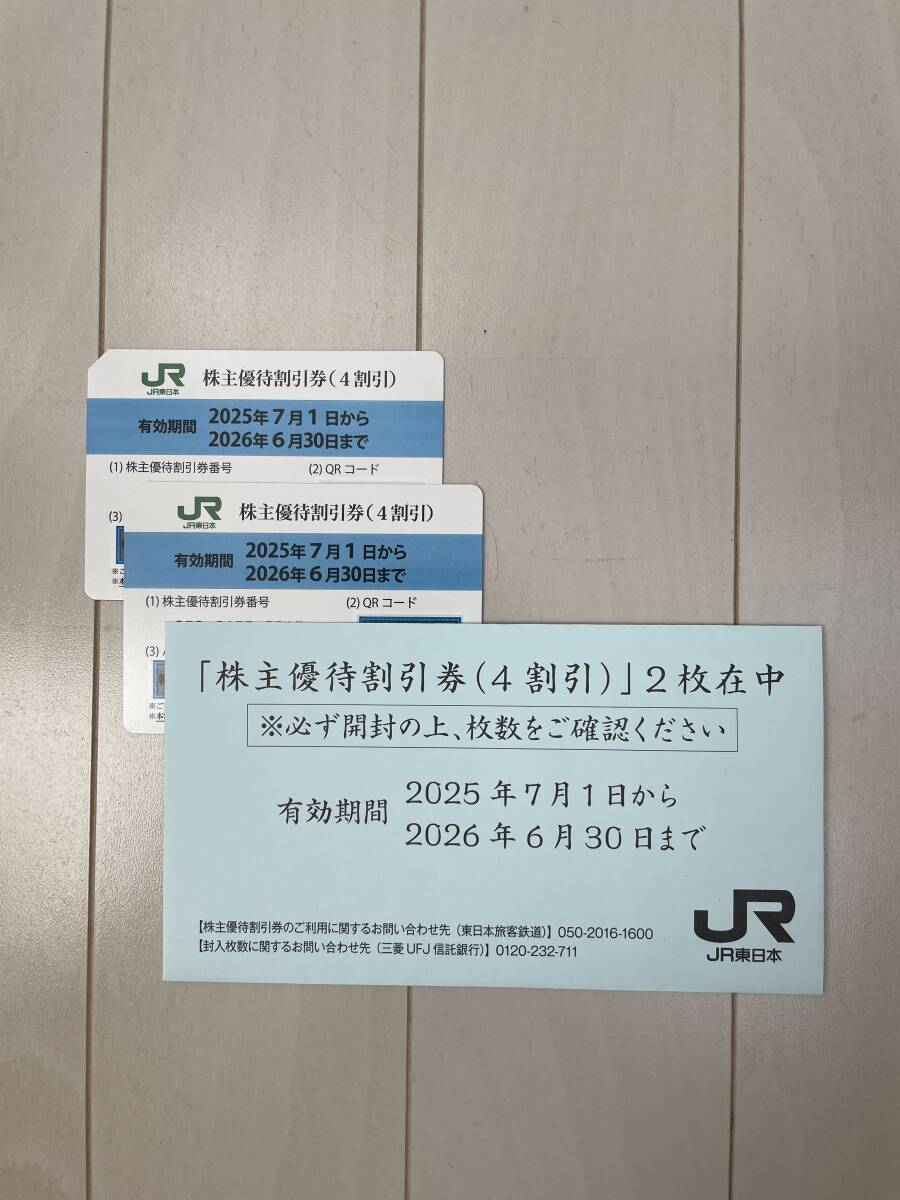 JR
JR東日本
株主優待割引券(4割引)
有効期間
2025年7月1日から
2026年6月30日まで
(1) 株主優待割引券番号
(2) QRコード
(3)
JR
JR東日本
株主優待割引券(4割引)
有効期間
2025年7月1日から
2026年6月30日まで
(1) 株主優待割引券番号
(2) QRコード
(3)
「株主優待割引券(4割引)」2枚在中
※必ず開封の上、枚数をご確認ください
有効期間
2025年7月1日から
2026年6月30日まで
【株主優待割引券のご利用に関するお問い合わせ先(東日本旅客鉄道)】050-2016-1600
【封入枚数に関するお問い合わせ先(三菱UFJ信託銀行)】0120-232-711
JR
JR東日本